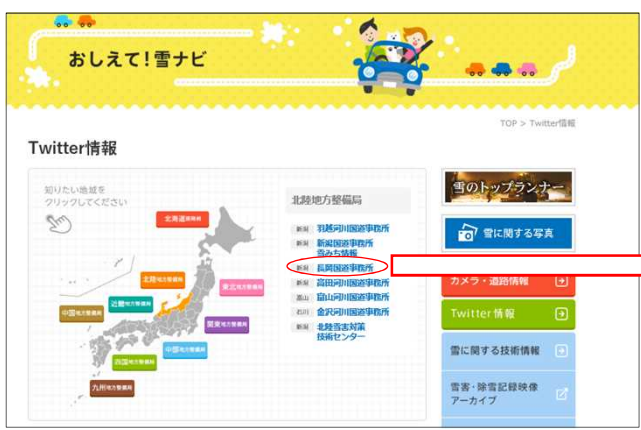 おしえて！雪ナビ
TOP > Twitter情報
Twitter情報
知りたい地域を
クリックしてください
北海道開発局
北陸地方整備局
東北地方整備局
近畿地方整備局
中国地方整備局
関東地方整備局
中部地方整備局
四国地方整備局
九州地方整備局
北陸地方整備局
新潟 羽越河川国道事務所
新潟 新潟国道事務所
雪みち情報
新潟 長岡国道事務所
新潟 高田河川国道事務所
富山 富山河川国道事務所
石川 金沢河川国道事務所
新潟 北陸雪害対策
技術センター
雪のトップランナー
雪に関する写真
カメラ・道路情報
Twitter情報
雪に関する技術情報
雪害・除雪記録映像
アーカイブ